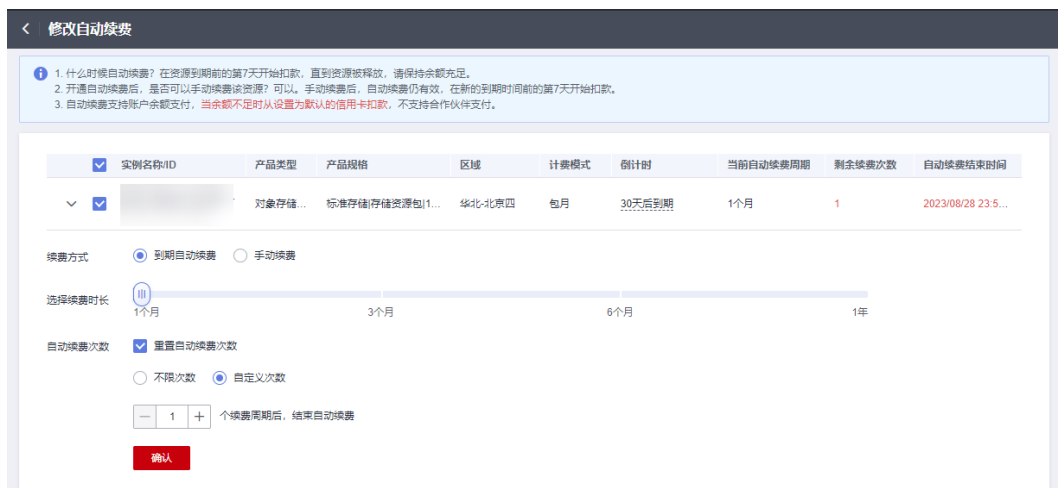 修改自动续费
1. 什么时候自动续费？在资源到期前的第7天开始扣款，直到资源被释放，请保持余额充足。
2. 开通自动续费后，是否可以手动续费该资源？可以。手动续费后，自动续费仍有效，在新的到期时间前的第7天开始扣款。
3. 自动续费支持账户余额支付，当余额不足时从设置为默认的信用卡扣款，不支持合作伙伴支付。
实例名称/ID 产品类型 产品规格 区域 计费模式 倒计时 当前自动续费周期 剩余续费次数 自动续费结束时间
对象存储... 标准存储|存储资源包|1... 华北-北京四 包月 30天后到期 1个月 1 2023/08/28 23:5...
续费方式 到期自动续费 手动续费
选择续费时长
1个月 3个月 6个月 1年
自动续费次数 重置自动续费次数
不限次数 自定义次数
1 个续费周期后，结束自动续费
确认